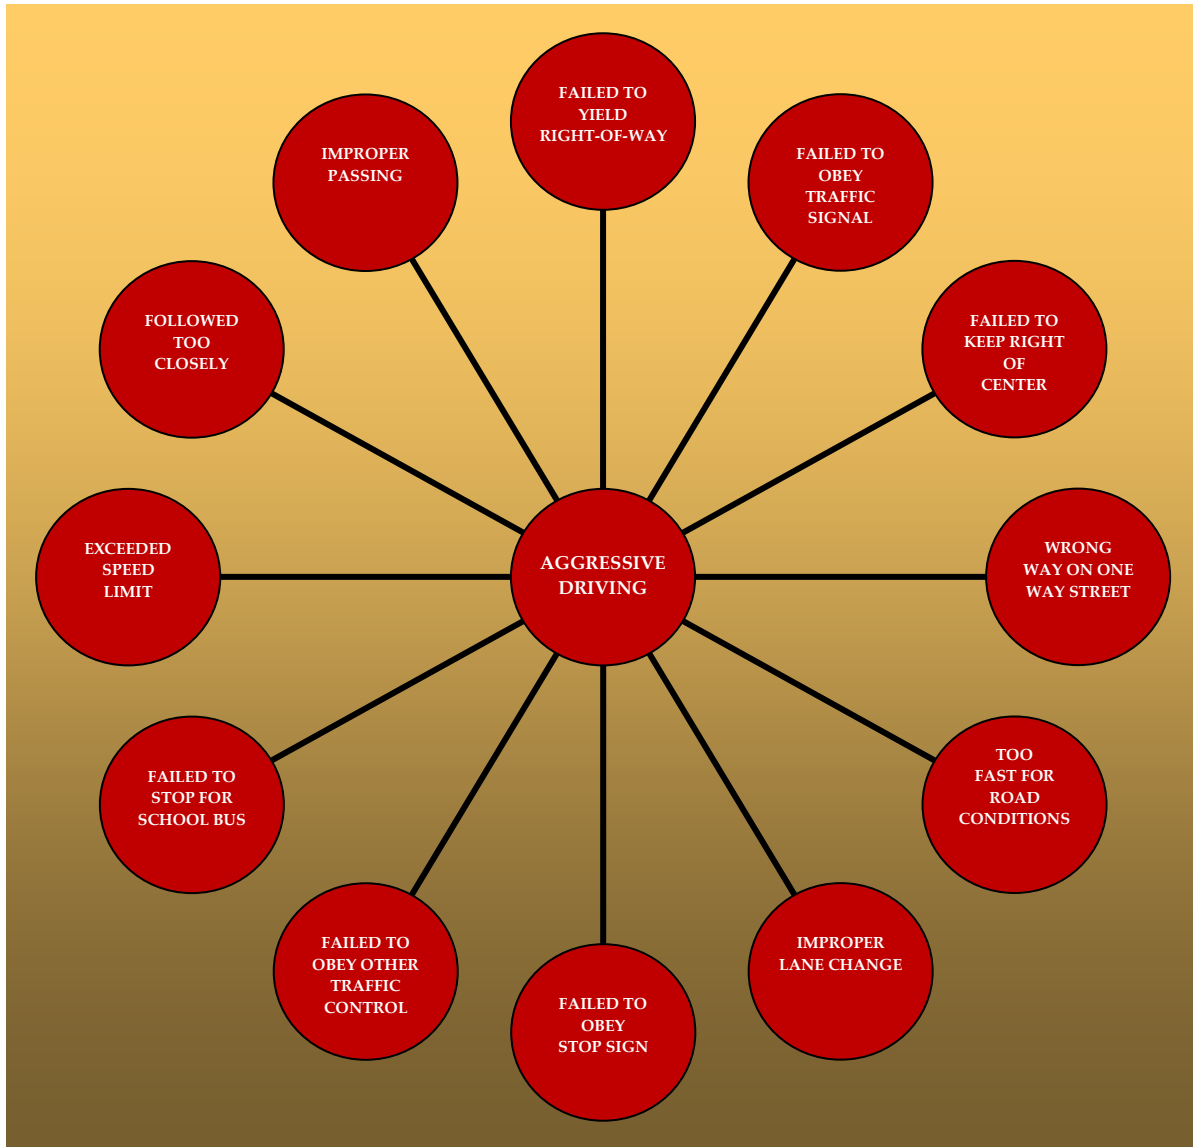 FAILED TO
YIELD
RIGHT-OF-WAY
FAILED TO
OBEY
TRAFFIC
SIGNAL
FAILED TO
KEEP RIGHT
OF
CENTER
WRONG
WAY ON ONE
WAY STREET
TOO
FAST FOR
ROAD
CONDITIONS
IMPROPER
LANE CHANGE
FAILED TO
OBEY
STOP SIGN
FAILED TO
OBEY OTHER
TRAFFIC
CONTROL
FAILED TO
STOP FOR
SCHOOL BUS
EXCEEDED
SPEED
LIMIT
FOLLOWED
TOO
CLOSELY
IMPROPER
PASSING
AGGRESSIVE
DRIVING